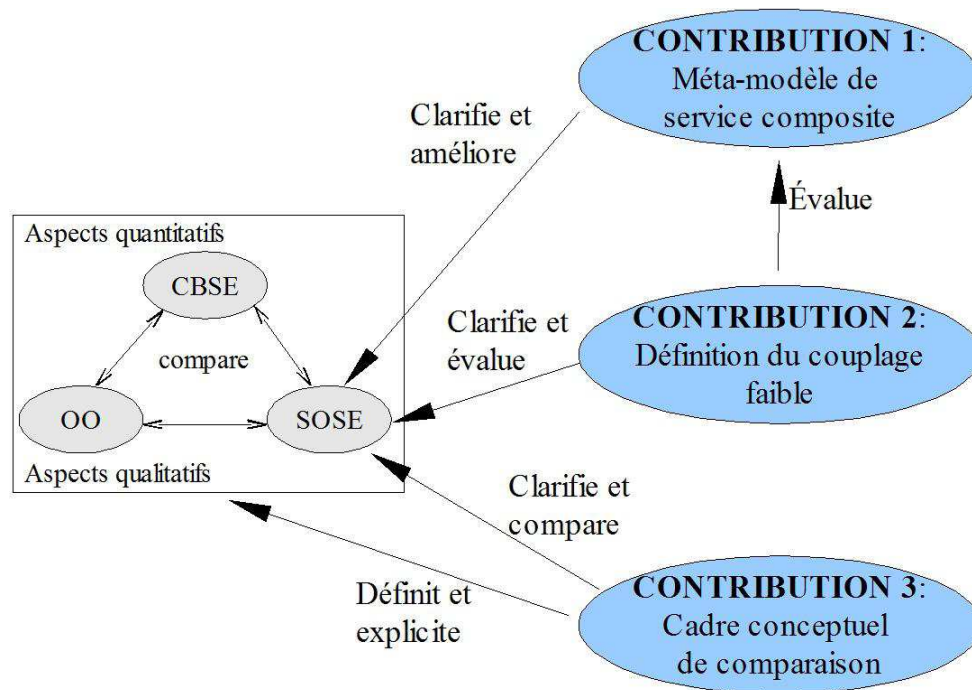 CONTRIBUTION 1:
Méta-modèle de
service composite
Clarifie et
améliore
Évalue
Aspects quantitatifs
CBSE
compare
OO
SOSE
Aspects qualitatifs
Clarifie et
évalue
CONTRIBUTION 2:
Définition du couplage
faible
Clarifie et
compare
Définit et
explicite
CONTRIBUTION 3:
Cadre conceptuel
de comparaison